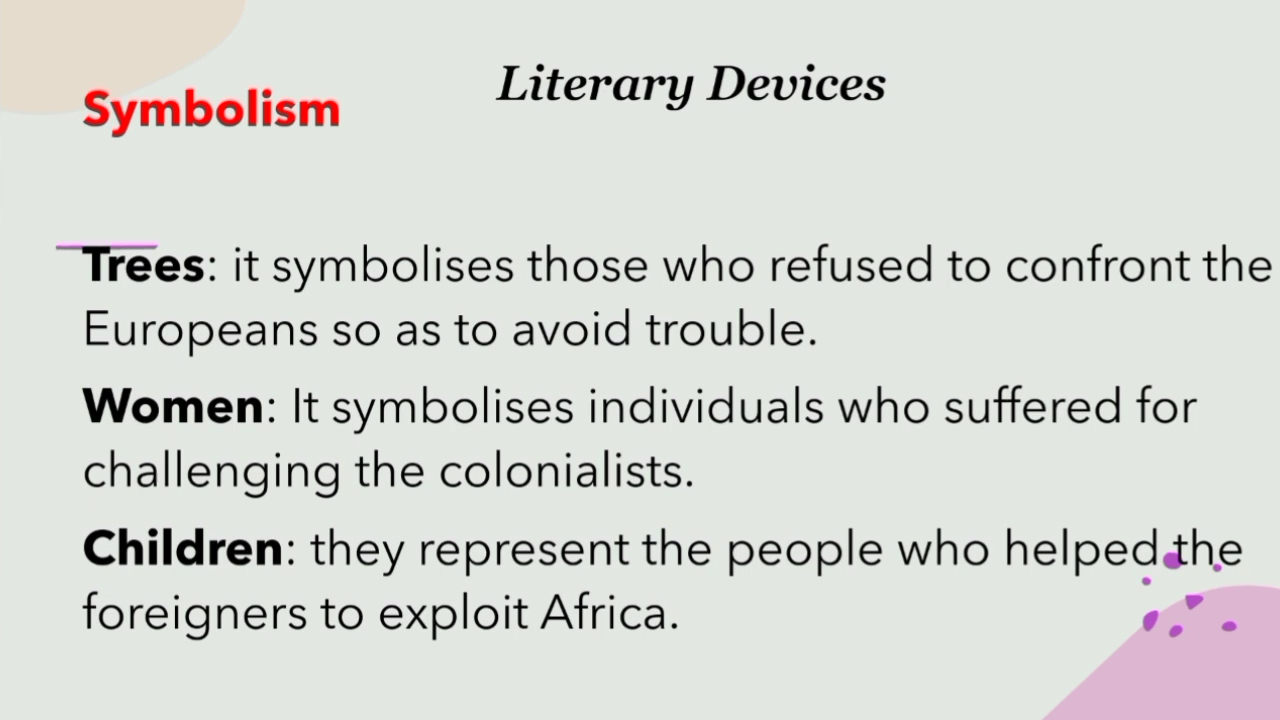 Literary Devices
Symbolism
Trees: it symbolises those who refused to confront the
Europeans so as to avoid trouble.
Women: It symbolises individuals who suffered for
challenging the colonialists.
Children: they represent the people who helped the
foreigners to exploit Africa.